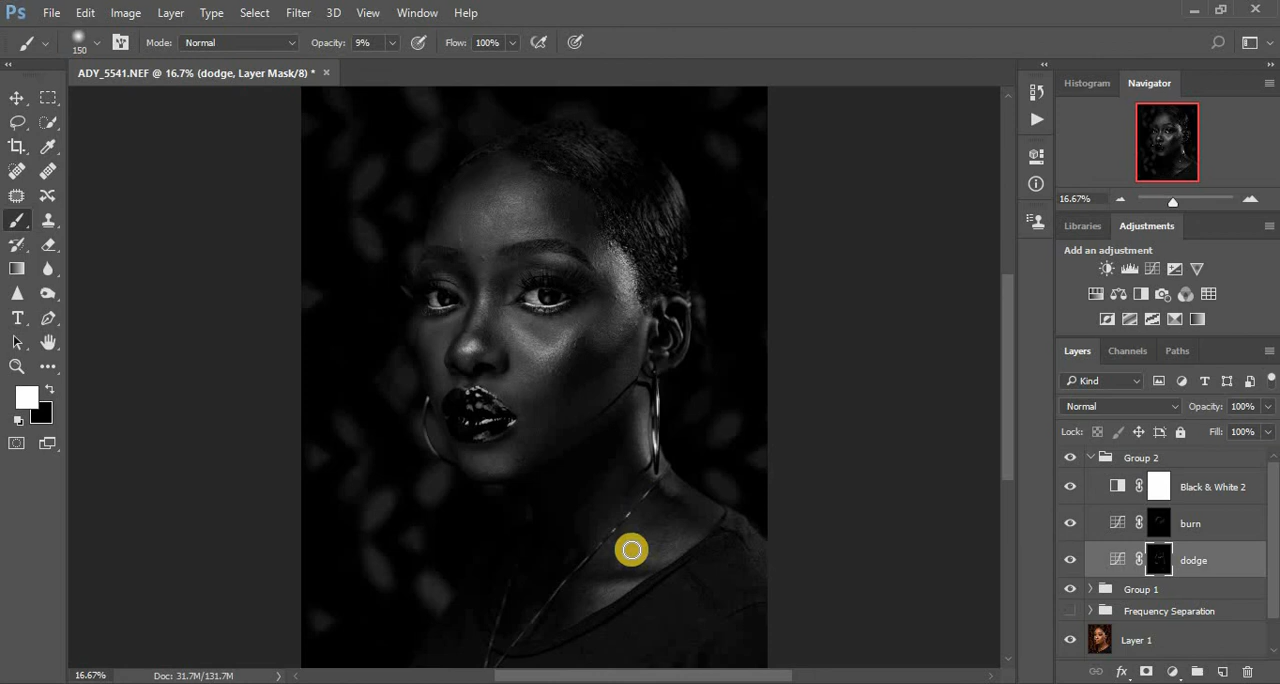 Ps File Edit Image Layer Type Select Filter 3D View Window Help
150 Mode: Normal Opacity: 9% Flow: 100%
ADY_5541.NEF @ 16.7% (dodge, Layer Mask/8) *
Histogram Navigator
16.67%
Libraries Adjustments
Add an adjustment
Layers Channels Paths
Kind
Normal Opacity: 100%
Lock: Fill: 100%
Group 2
Black & White 2
burn
dodge
Group 1
Frequency Separation
Layer 1
16.67% Doc: 31.7M/131.7M